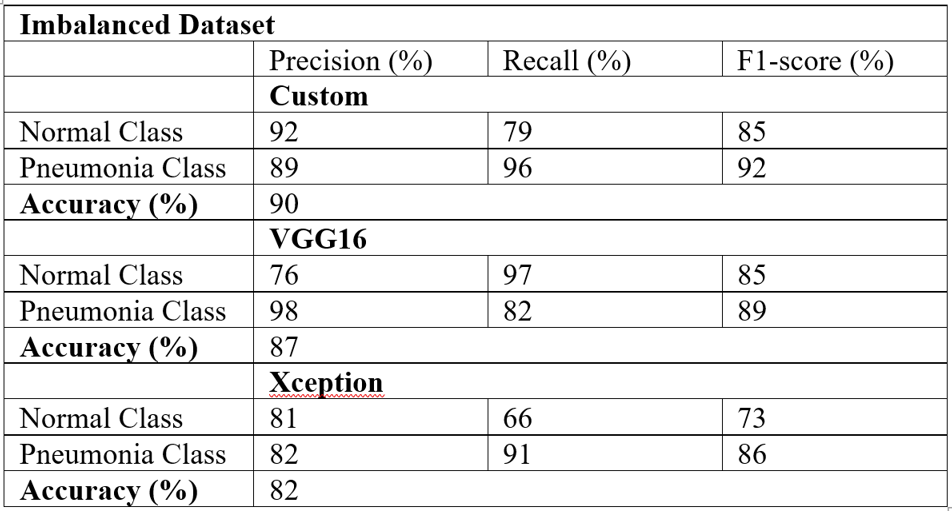 Imbalanced Dataset
Precision (%) Recall (%) F1-score (%)
Custom
Normal Class 92 79 85
Pneumonia Class 89 96 92
Accuracy (%) 90
VGG16
Normal Class 76 97 85
Pneumonia Class 98 82 89
Accuracy (%) 87
Xception
Normal Class 81 66 73
Pneumonia Class 82 91 86
Accuracy (%) 82